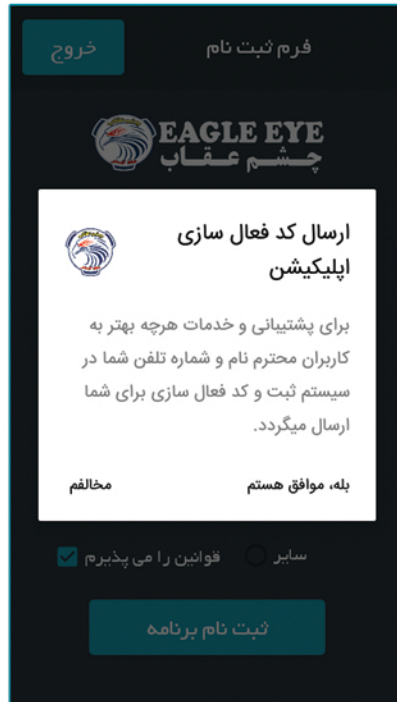 فرم ثبت نام
خروج
EAGLE EYE
چشم عقاب
ارسال کد فعال سازی
اپلیکیشن
برای پشتیبانی و خدمات هرچه بهتر به
کاربران محترم نام و شماره تلفن شما در
سیستم ثبت و کد فعال سازی برای شما
ارسال میگردد.
بله، موافق هستم
مخالفم
سایر
قوانین را می پذیرم
ثبت نام برنامه